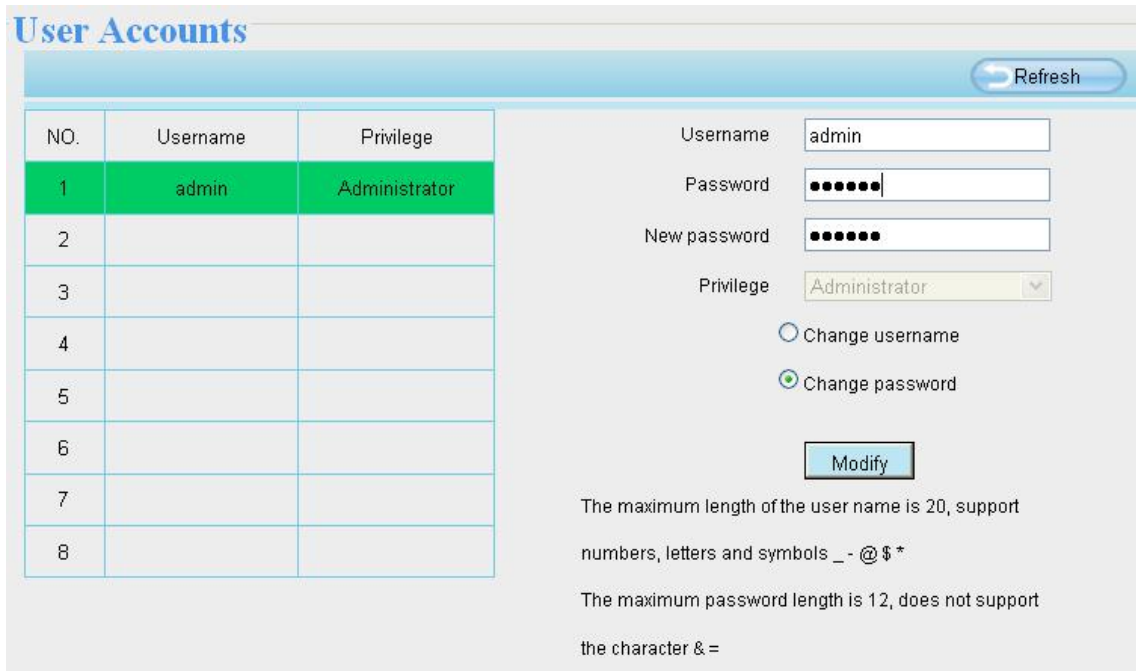 User Accounts
Refresh
NO. Username Privilege
1 admin Administrator
2
3
4
5
6
7
8
Username admin
Password ●●●●●●
New password ●●●●●●
Privilege Administrator
Change username
Change password
Modify
The maximum length of the user name is 20, support
numbers, letters and symbols _ - @ $ *
The maximum password length is 12, does not support
the character & =